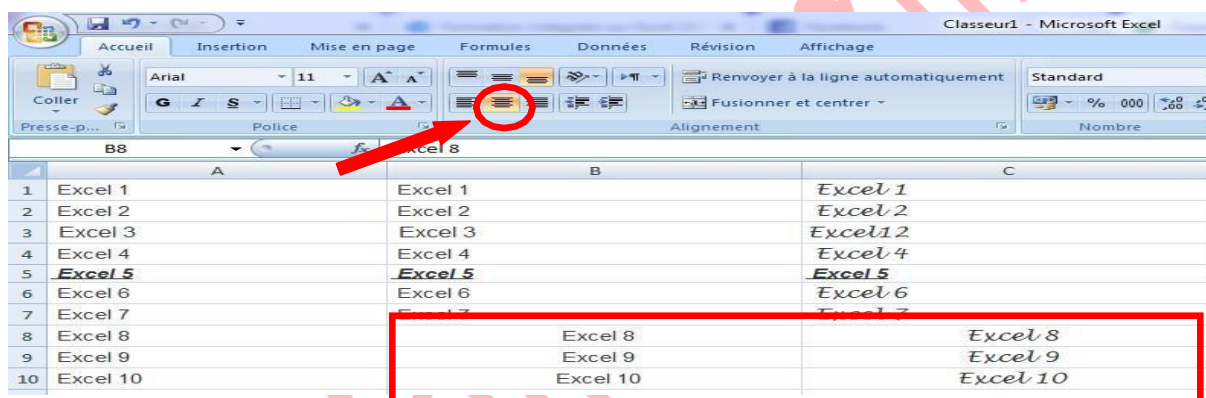 Classeur1 - Microsoft Excel
Accueil Insertion Mise en page Formules Données Révision Affichage
Arial 11 A A Renvoyer à la ligne automatiquement Standard
Coller G I S A Fusionner et centrer % 000
Presse-p... Police Alignement Nombre
B8 fx Excel 8
A B C
1 Excel 1 Excel 1 Excel 1
2 Excel 2 Excel 2 Excel 2
3 Excel 3 Excel 3 Excel12
4 Excel 4 Excel 4 Excel 4
5 Excel 5 Excel 5 Excel 5
6 Excel 6 Excel 6 Excel 6
7 Excel 7 Excel 7 Excel 7
8 Excel 8 Excel 8 Excel 8
9 Excel 9 Excel 9 Excel 9
10 Excel 10 Excel 10 Excel 10